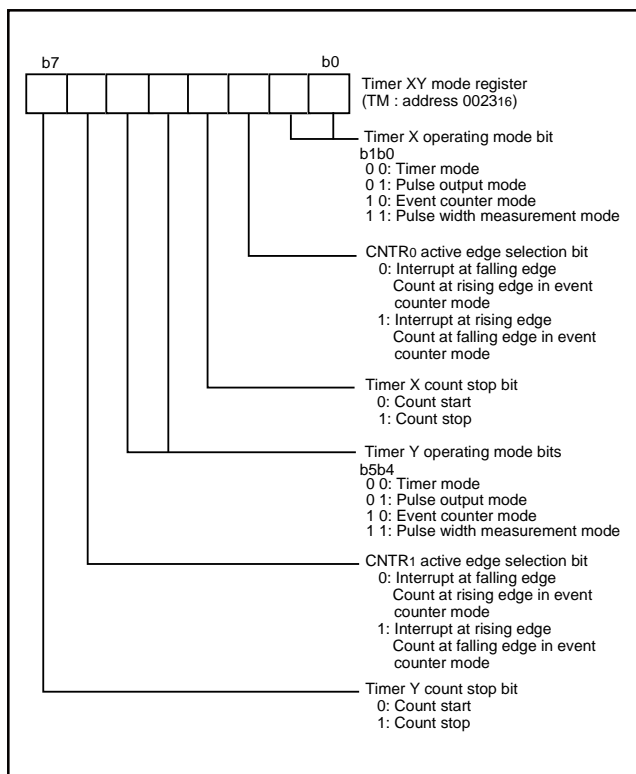 b7 b0
Timer XY mode register
(TM : address 002316)
Timer X operating mode bit
b1b0
0 0: Timer mode
0 1: Pulse output mode
1 0: Event counter mode
1 1: Pulse width measurement mode
CNTR0 active edge selection bit
0: Interrupt at falling edge
Count at rising edge in event
counter mode
1: Interrupt at rising edge
Count at falling edge in event
counter mode
Timer X count stop bit
0: Count start
1: Count stop
Timer Y operating mode bits
b5b4
0 0: Timer mode
0 1: Pulse output mode
1 0: Event counter mode
1 1: Pulse width measurement mode
CNTR1 active edge selection bit
0: Interrupt at falling edge
Count at rising edge in event
counter mode
1: Interrupt at rising edge
Count at falling edge in event
counter mode
Timer Y count stop bit
0: Count start
1: Count stop